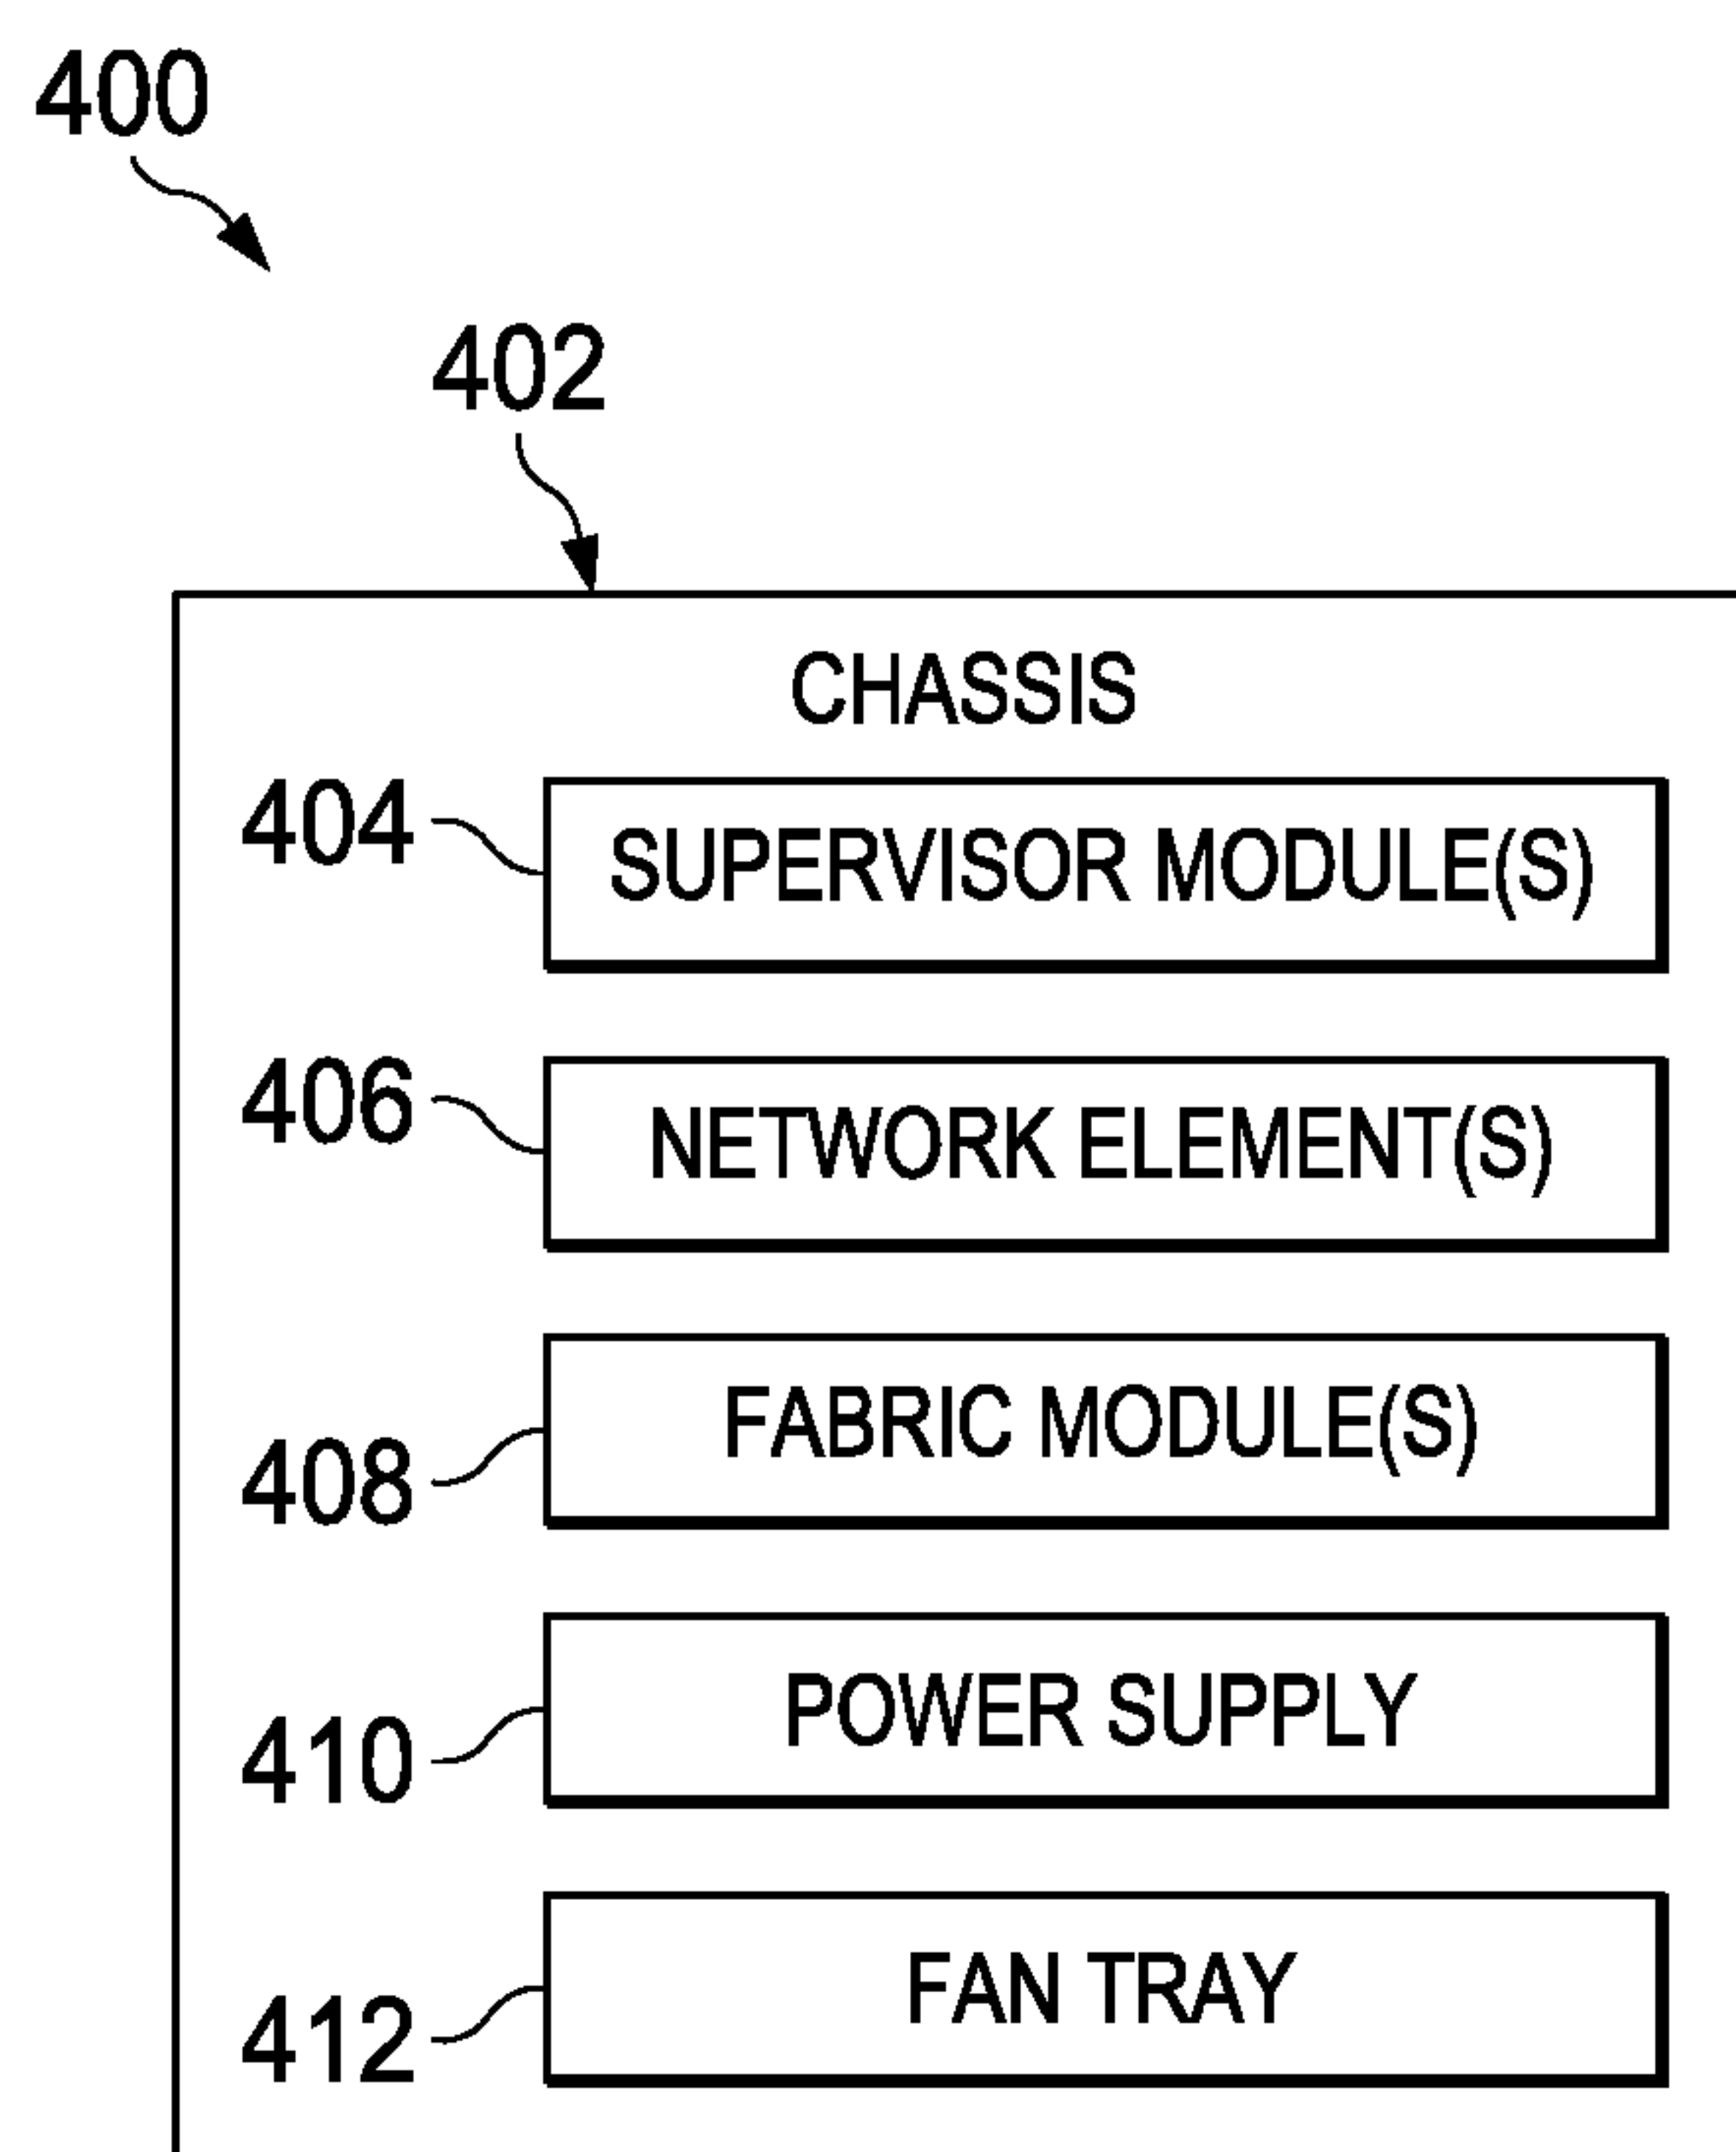 400
402
CHASSIS
404 SUPERVISOR MODULE(S)
406 NETWORK ELEMENT(S)
408 FABRIC MODULE(S)
410 POWER SUPPLY
412 FAN TRAY